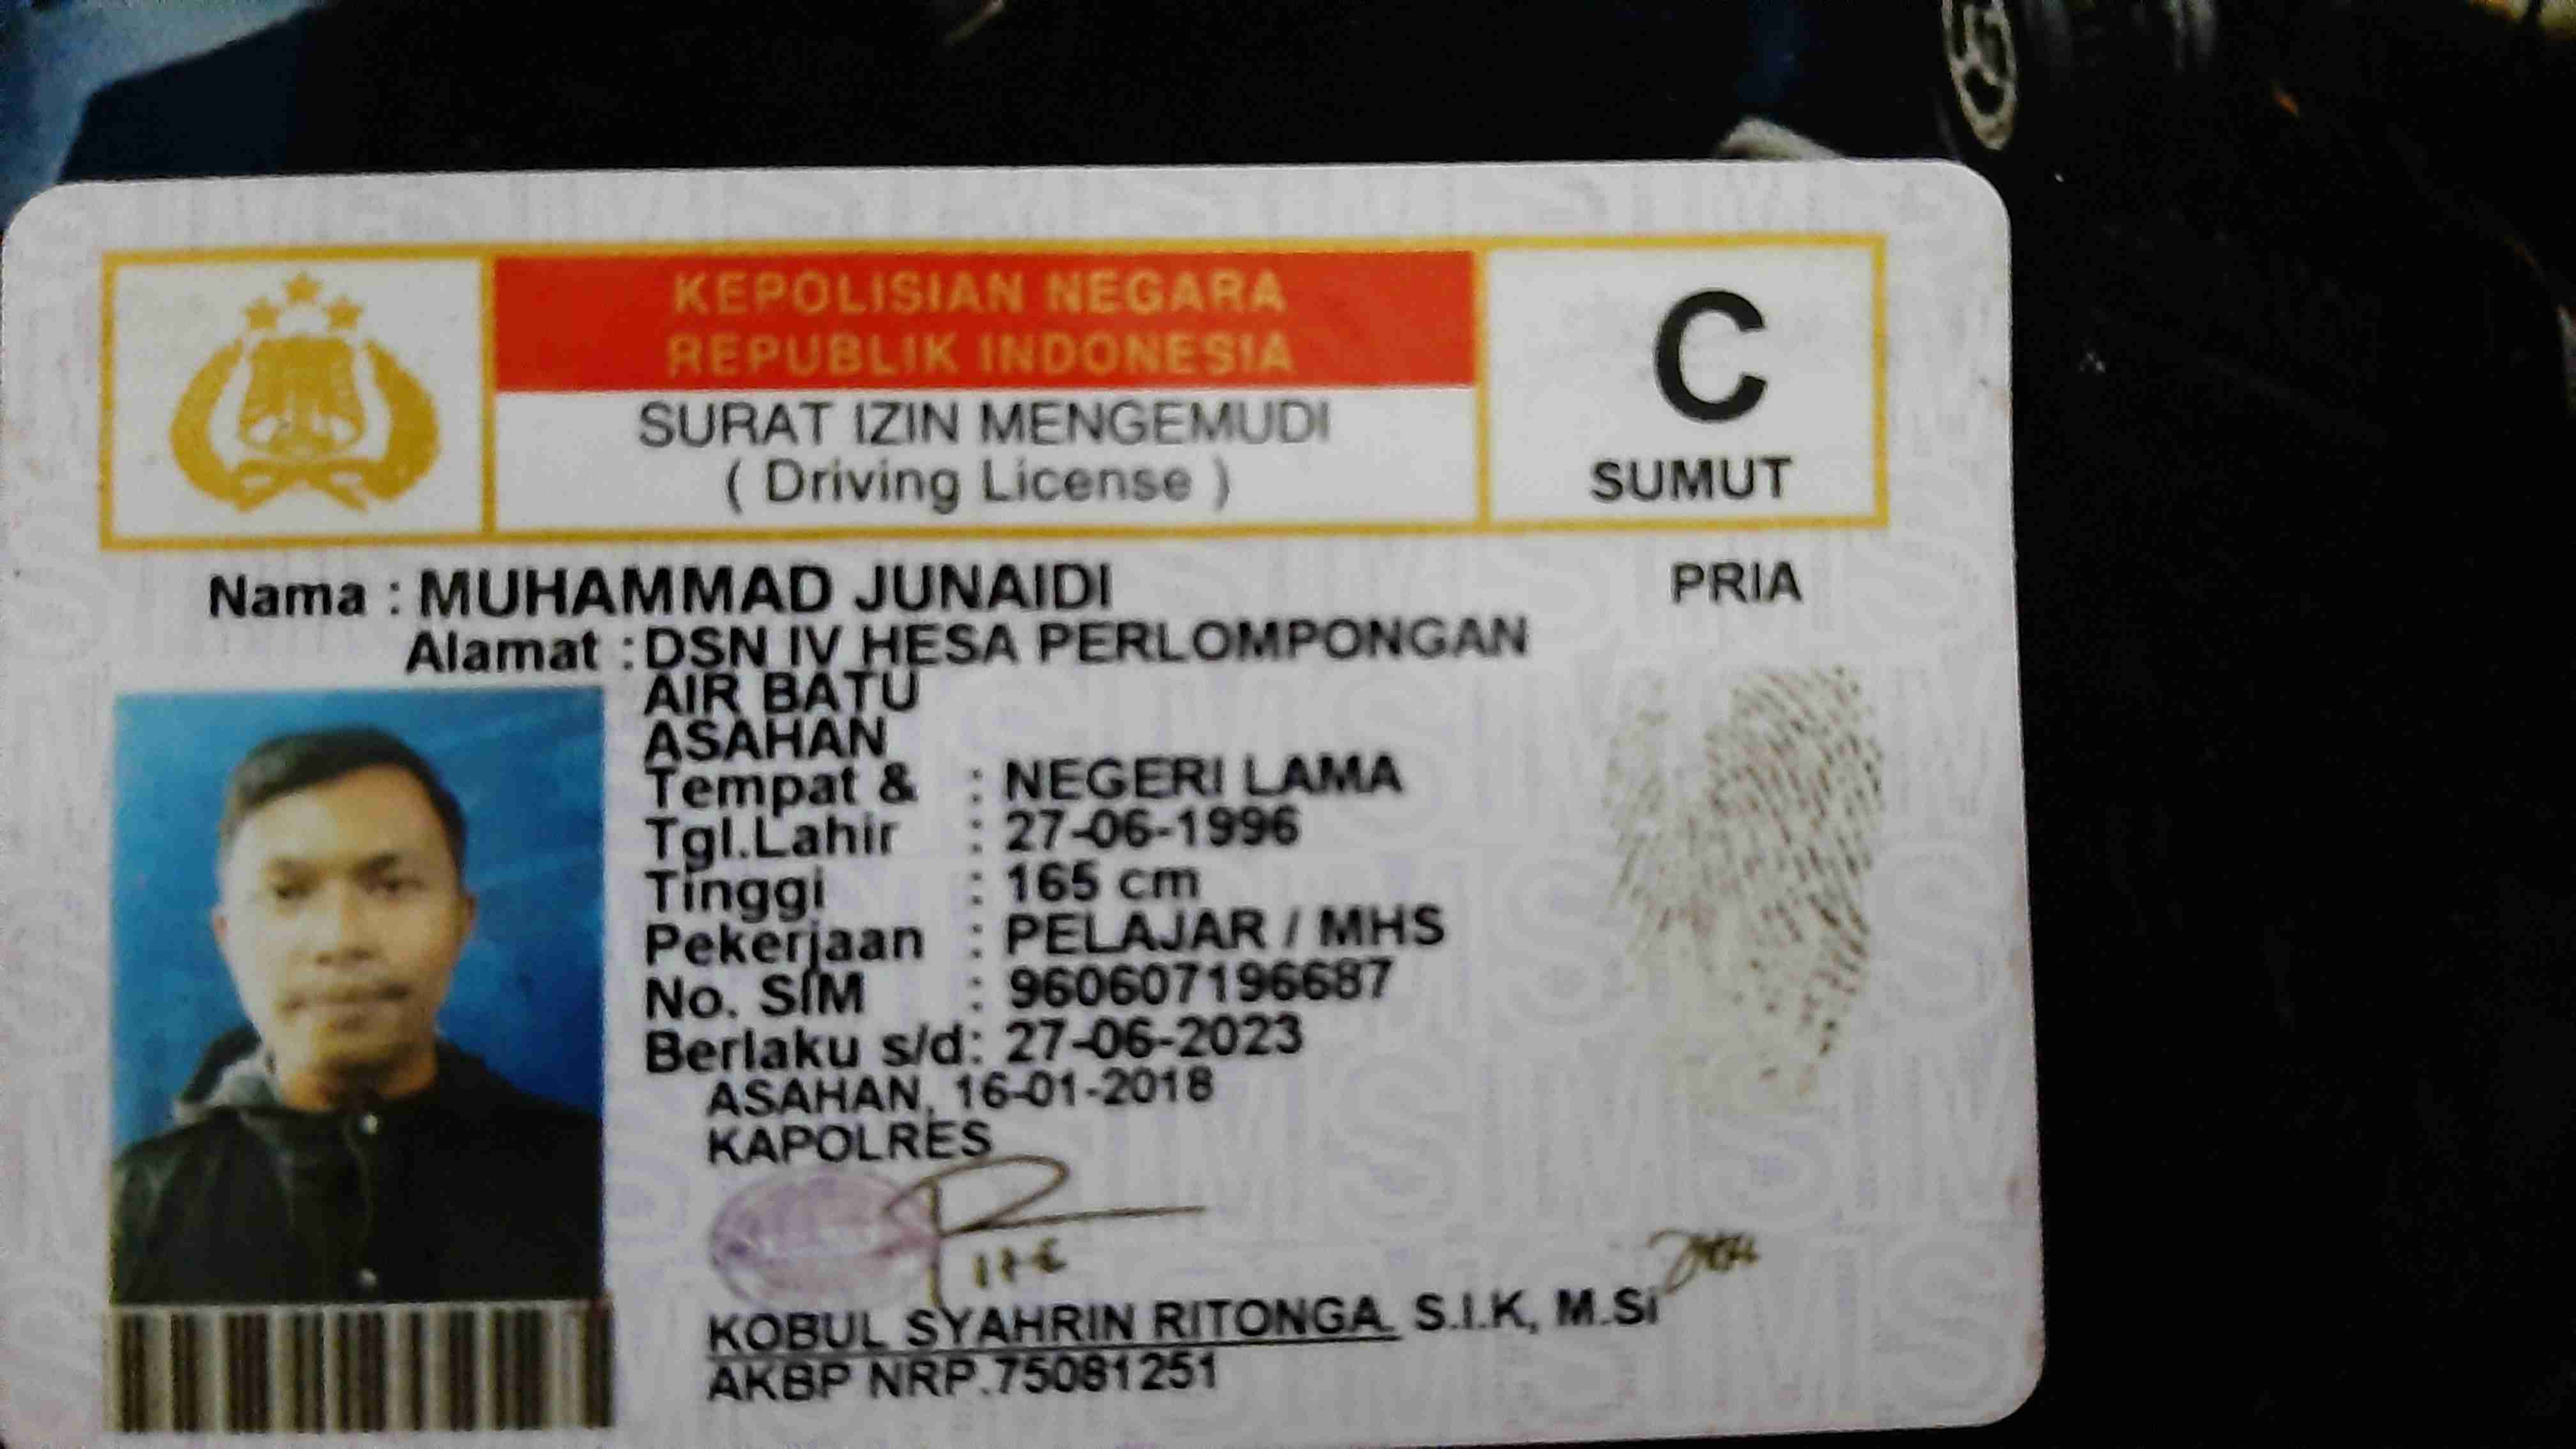 KEPOLISIAN NEGARA
REPUBLIK INDONESIA
SURAT IZIN MENGEMUDI
( Driving License )
C
SUMUT
Nama : MUHAMMAD JUNAIDI
PRIA
Alamat : DSN IV HESA PERLOMPONGAN
AIR BATU
ASAHAN
Tempat & : NEGERI LAMA
Tgl.Lahir : 27-06-1996
Tinggi : 165 cm
Pekerjaan : PELAJAR / MHS
No. SIM : 960607196687
Berlaku s/d: 27-06-2023
ASAHAN, 16-01-2018
KAPOLRES
KOBUL SYAHRIN RITONGA. S.I.K, M.Si
AKBP NRP.75081251